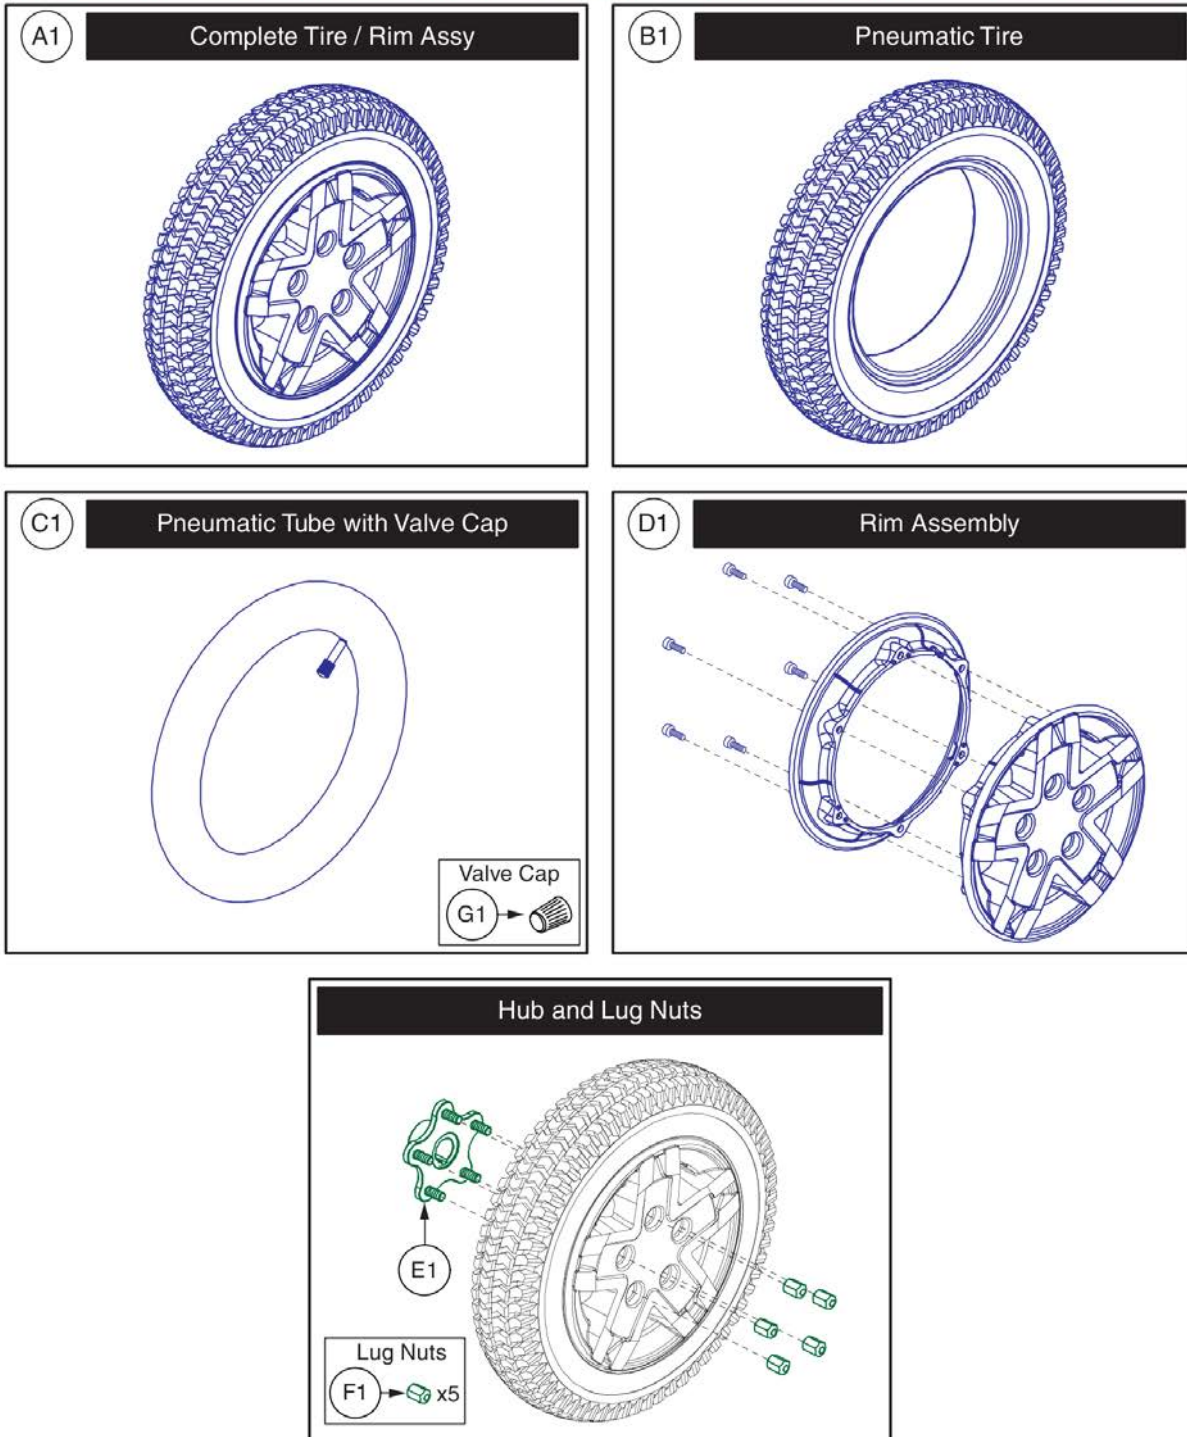 A1
Complete Tire / Rim Assy
B1
Pneumatic Tire
C1
Pneumatic Tube with Valve Cap
Valve Cap
G1
D1
Rim Assembly
Hub and Lug Nuts
E1
Lug Nuts
F1 x5